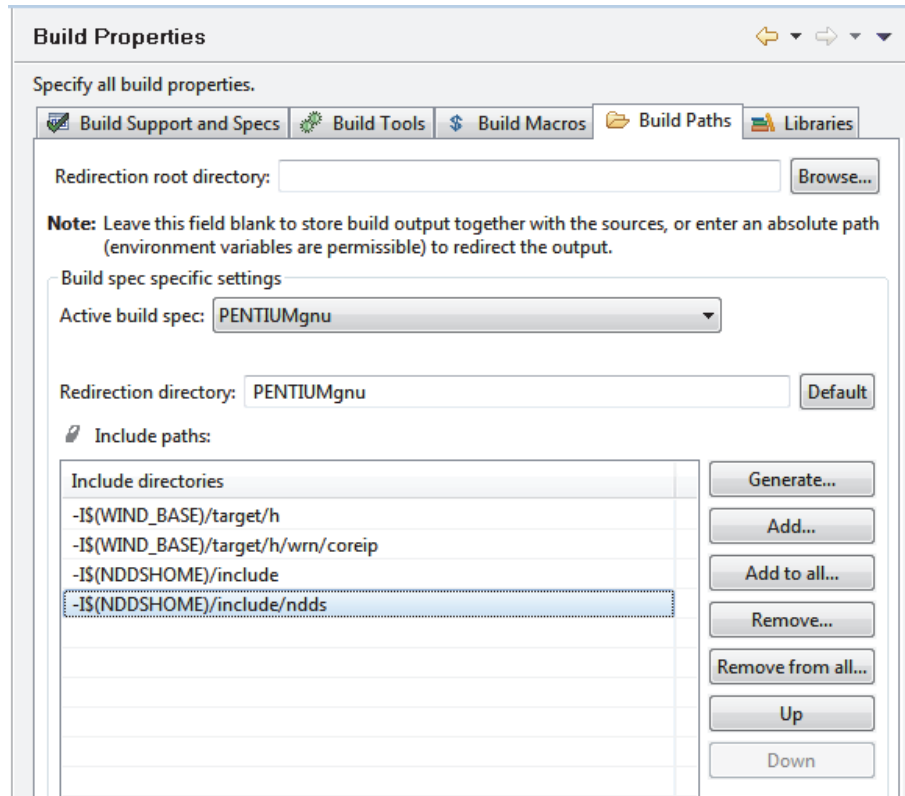 Build Properties
Specify all build properties.
Build Support and Specs Build Tools $ Build Macros Build Paths Libraries
Redirection root directory: Browse...
Note: Leave this field blank to store build output together with the sources, or enter an absolute path
(environment variables are permissible) to redirect the output.
Build spec specific settings
Active build spec: PENTIUMgnu
Redirection directory: PENTIUMgnu Default
Include paths:
Include directories
Generate...
-I$(WIND_BASE)/target/h
Add...
-I$(WIND_BASE)/target/h/wrn/coreip
-I$(NDDSHOME)/include
Add to all...
-I$(NDDSHOME)/include/ndds
Remove...
Remove from all...
Up
Down